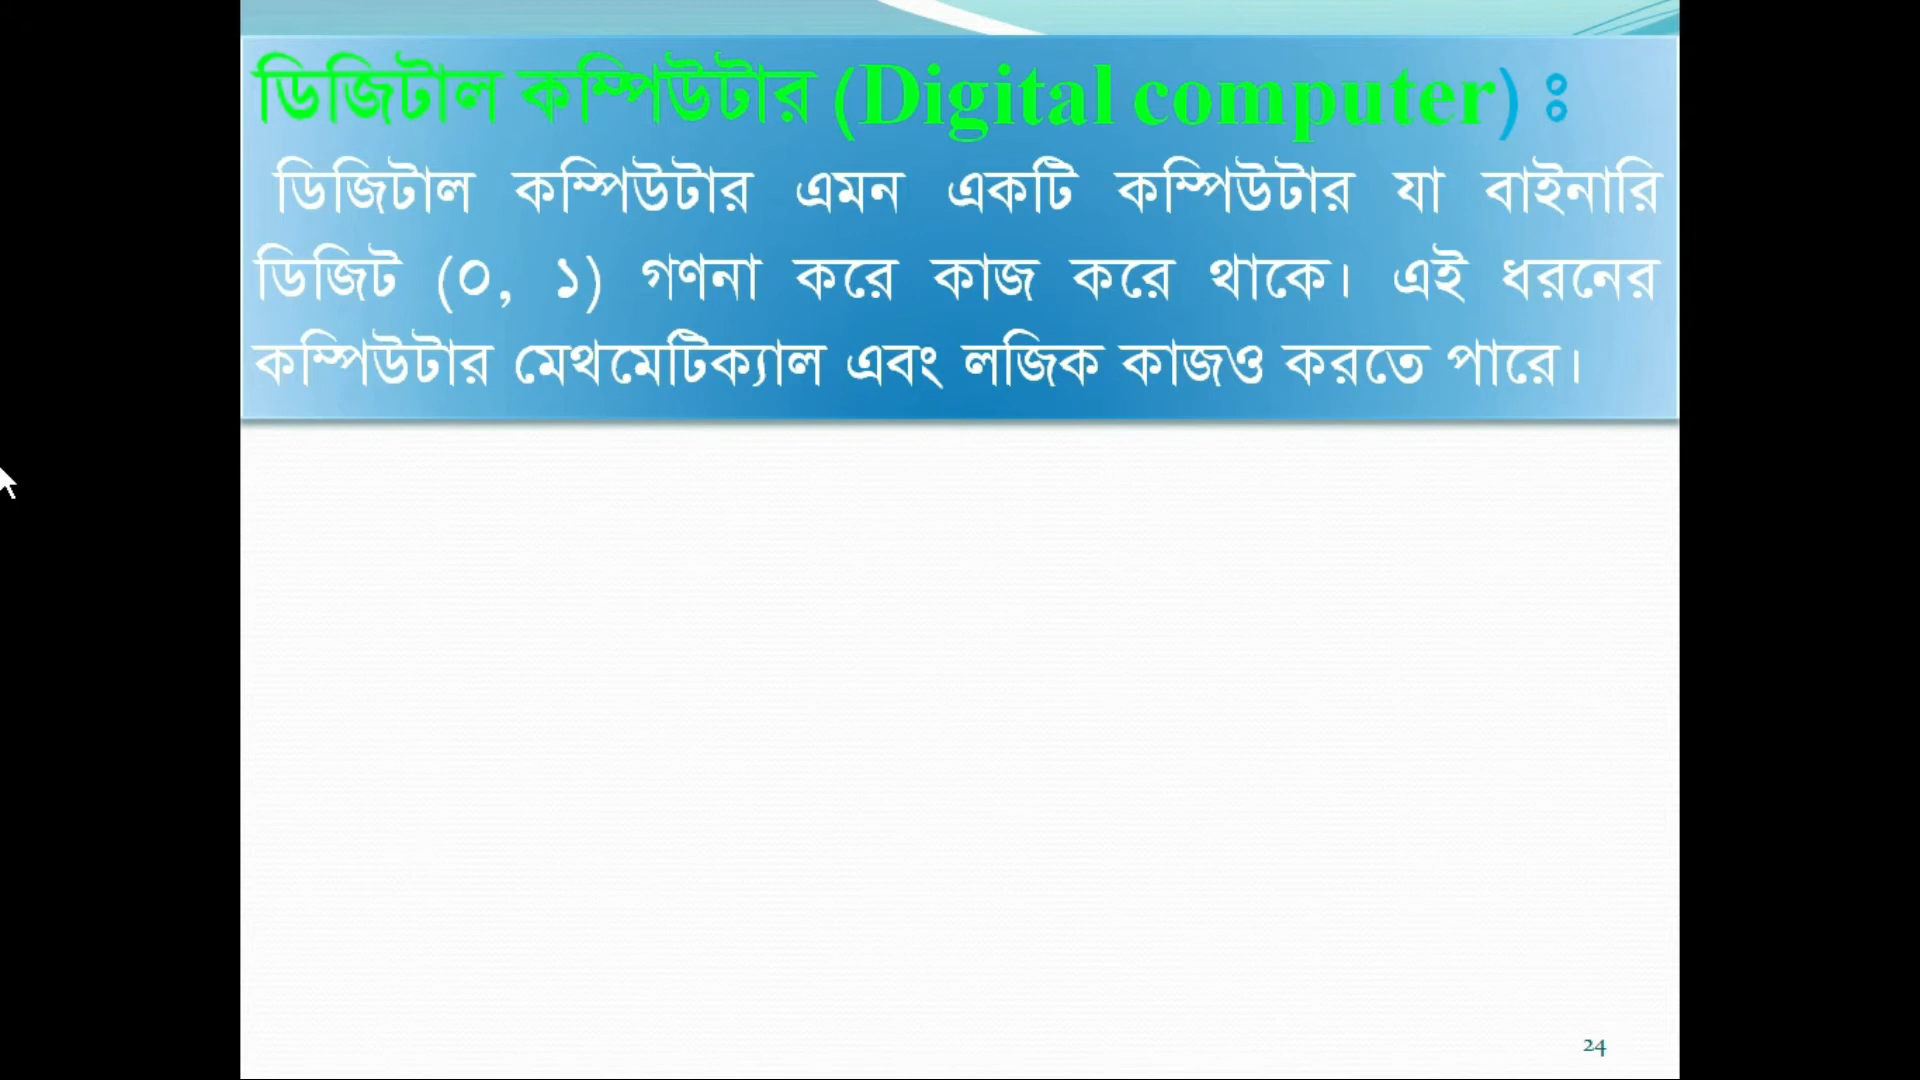 ডিজিটাল কম্পিউটার (Digital computer) ঃ
ডিজিটাল কম্পিউটার এমন একটি কম্পিউটার যা বাইনারি
ডিজিট (০, ১) গণনা করে কাজ করে থাকে। এই ধরনের
কম্পিউটার মেথমেটিক্যাল এবং লজিক কাজও করতে পারে।
24